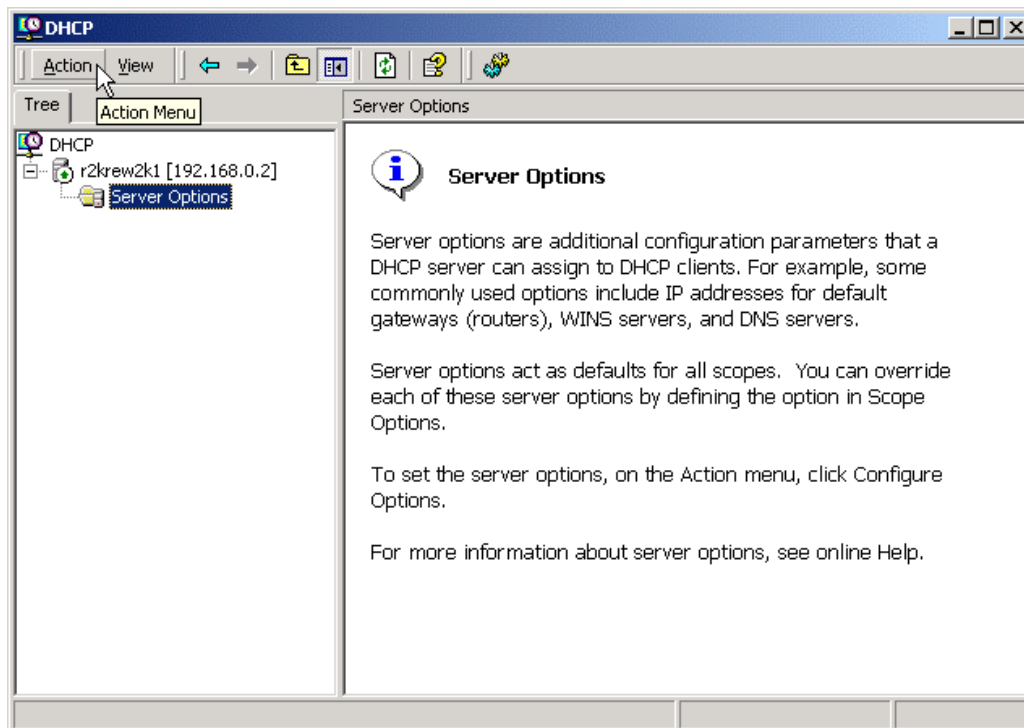 DHCP
Action View
Tree
Action Menu
Server Options
DHCP
r2krew2k1 [192.168.0.2]
Server Options
Server Options
Server options are additional configuration parameters that a
DHCP server can assign to DHCP clients. For example, some
commonly used options include IP addresses for default
gateways (routers), WINS servers, and DNS servers.
Server options act as defaults for all scopes. You can override
each of these server options by defining the option in Scope
Options.
To set the server options, on the Action menu, click Configure
Options.
For more information about server options, see online Help.